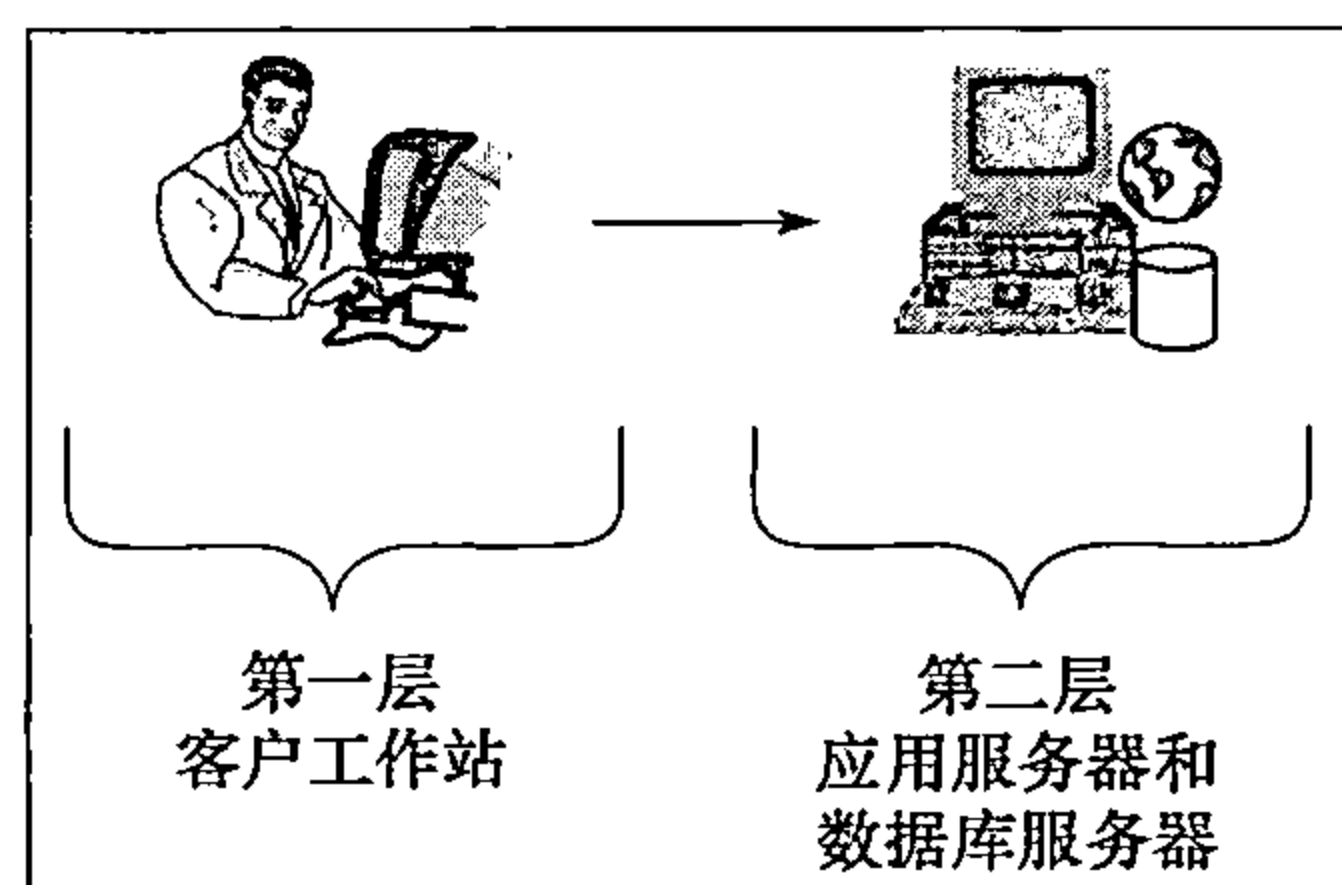 第一层
客户工作站
第二层
应用服务器和
数据库服务器